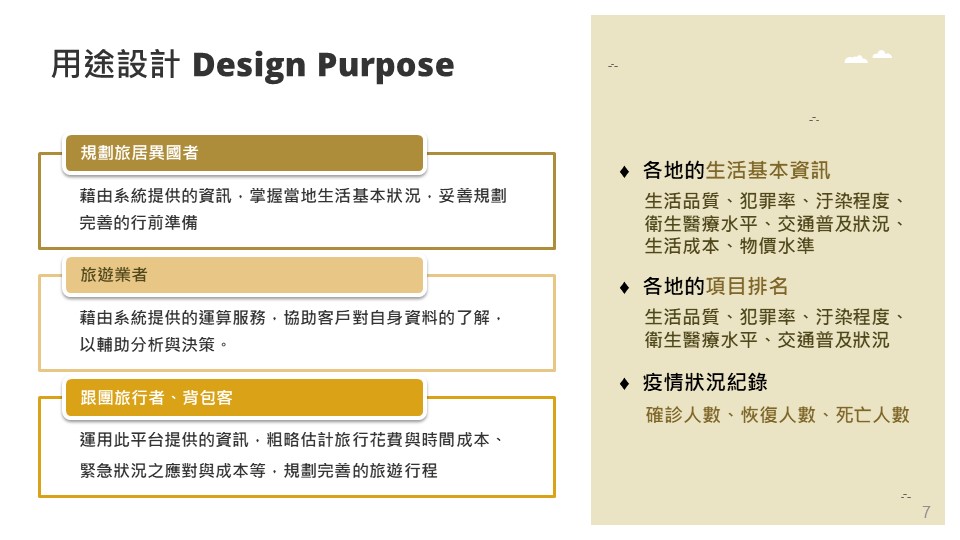 用途設計 Design Purpose
規劃旅居異國者
藉由系統提供的資訊，掌握當地生活基本狀況，妥善規劃
完善的行前準備
旅遊業者
藉由系統提供的運算服務，協助客戶對自身資料的了解，
以輔助分析與決策。
跟團旅行者、背包客
運用此平台提供的資訊，粗略估計旅行花費與時間成本、
緊急狀況之應對與成本等，規劃完善的旅遊行程
♦ 各地的生活基本資訊
生活品質、犯罪率、汙染程度、
衛生醫療水平、交通普及狀況、
生活成本、物價水準
♦ 各地的項目排名
生活品質、犯罪率、汙染程度、
衛生醫療水平、交通普及狀況
♦ 疫情狀況紀錄
確診人數、恢復人數、死亡人數
7